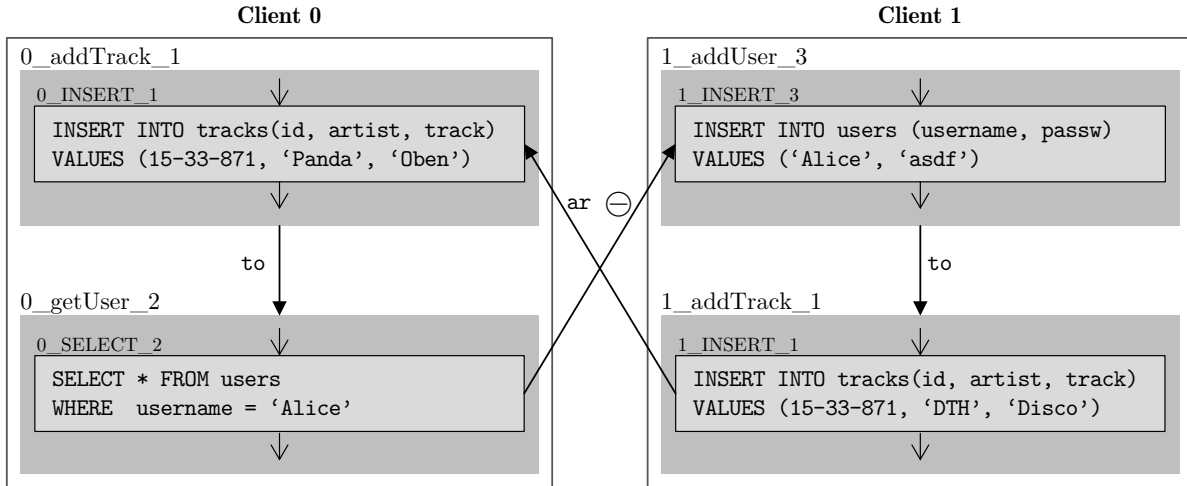 Client 0
0_addTrack_1
0_INSERT_1
INSERT INTO tracks(id, artist, track)
VALUES (15-33-871, ‘Panda’, ‘Oben’)
to
0_getUser_2
0_SELECT_2
SELECT * FROM users
WHERE  username = ‘Alice’
ar ⊖
Client 1
1_addUser_3
1_INSERT_3
INSERT INTO users (username, passw)
VALUES (‘Alice’, ‘asdf’)
to
1_addTrack_1
1_INSERT_1
INSERT INTO tracks(id, artist, track)
VALUES (15-33-871, ‘DTH’, ‘Disco’)